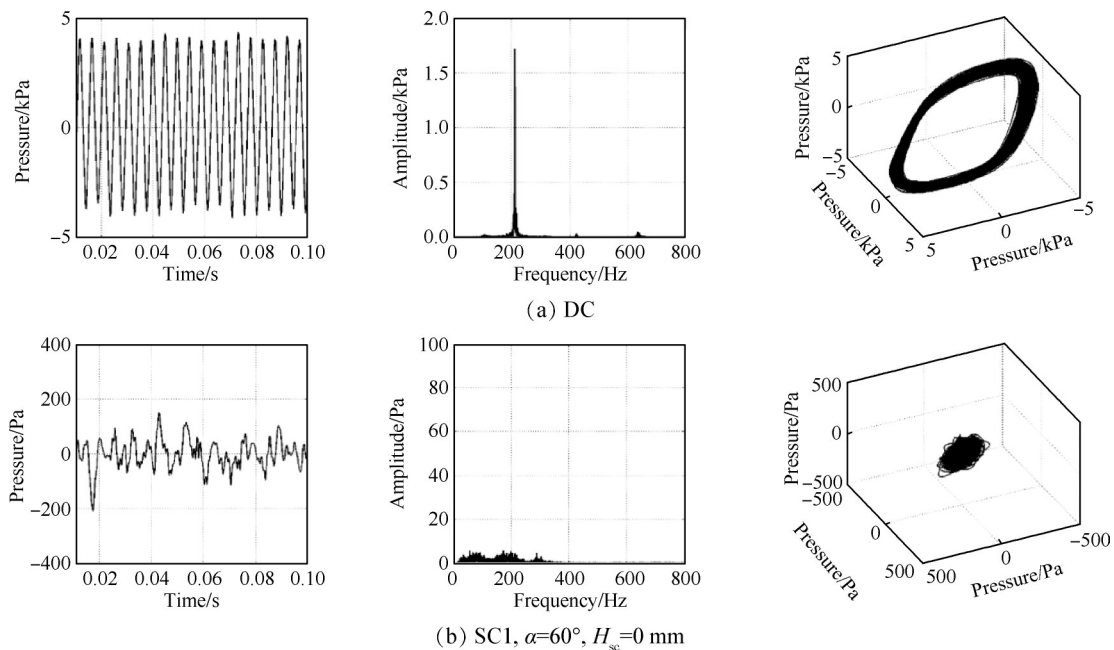 5
0
−5
Pressure/kPa
0.02 0.04 0.06 0.08 0.10
Time/s
2.0
1.5
1.0
0.5
0.0
Amplitude/kPa
0 200 400 600 800
Frequency/Hz
5
0
−5
Pressure/kPa
−5
0
5
Pressure/kPa
5
0
−5
Pressure/kPa
(a) DC
400
200
0
−200
−400
Pressure/Pa
0.02 0.04 0.06 0.08 0.10
Time/s
100
80
60
40
20
0
Amplitude/Pa
0 200 400 600 800
Frequency/Hz
500
0
−500
Pressure/Pa
−500
0
500
Pressure/Pa
500
0
−500
Pressure/Pa
(b) SC1, α=60°, Hsc=0 mm